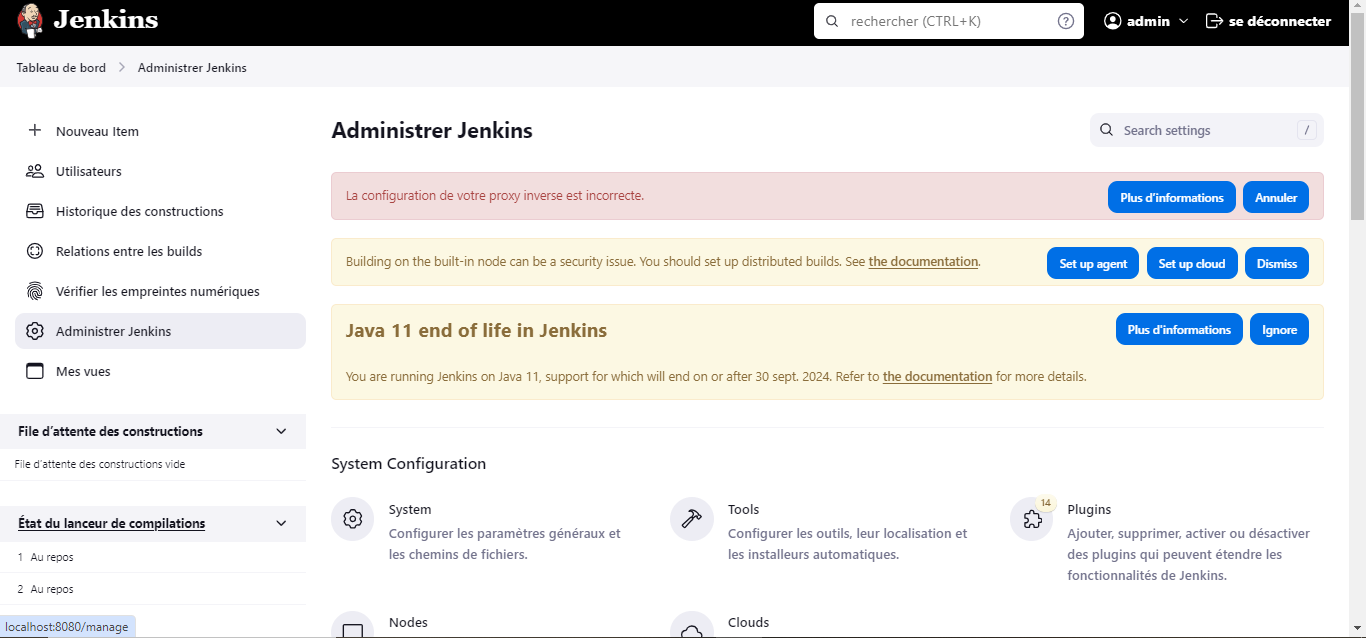 Jenkins
rechercher (CTRL+K)
?
admin
se déconnecter
Tableau de bord
Administrer Jenkins
Nouveau Item
Utilisateurs
Historique des constructions
Relations entre les builds
Vérifier les empreintes numériques
Administrer Jenkins
Mes vues
File d’attente des constructions
File d’attente des constructions vide
État du lanceur de compilations
1 Au repos
2 Au repos
localhost:8080/manage
Administrer Jenkins
Search settings
/
La configuration de votre proxy inverse est incorrecte.
Plus d’informations
Annuler
Building on the built-in node can be a security issue. You should set up distributed builds. See the documentation.
Set up agent
Set up cloud
Dismiss
Java 11 end of life in Jenkins
Plus d’informations
Ignore
You are running Jenkins on Java 11, support for which will end on or after 30 sept. 2024. Refer to the documentation for more details.
System Configuration
System
Configurer les paramètres généraux et
les chemins de fichiers.
Tools
Configurer les outils, leur localisation et
les installeurs automatiques.
14
Plugins
Ajouter, supprimer, activer ou désactiver
des plugins qui peuvent étendre les
fonctionnalités de Jenkins.
Nodes
Clouds